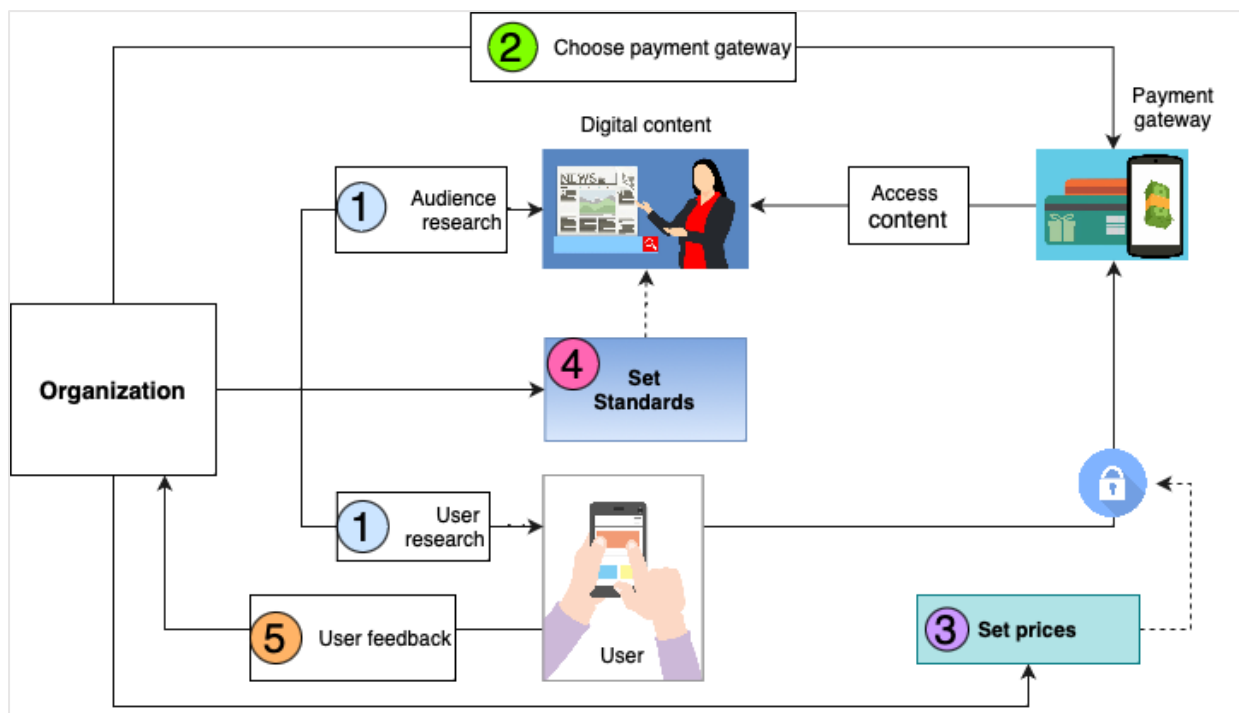 2 Choose payment gateway
Payment
gateway
Digital content
NEWS
1 Audience
research
Access
content
Organization
4 Set
Standards
1 User
research
5 User feedback
User
3 Set prices